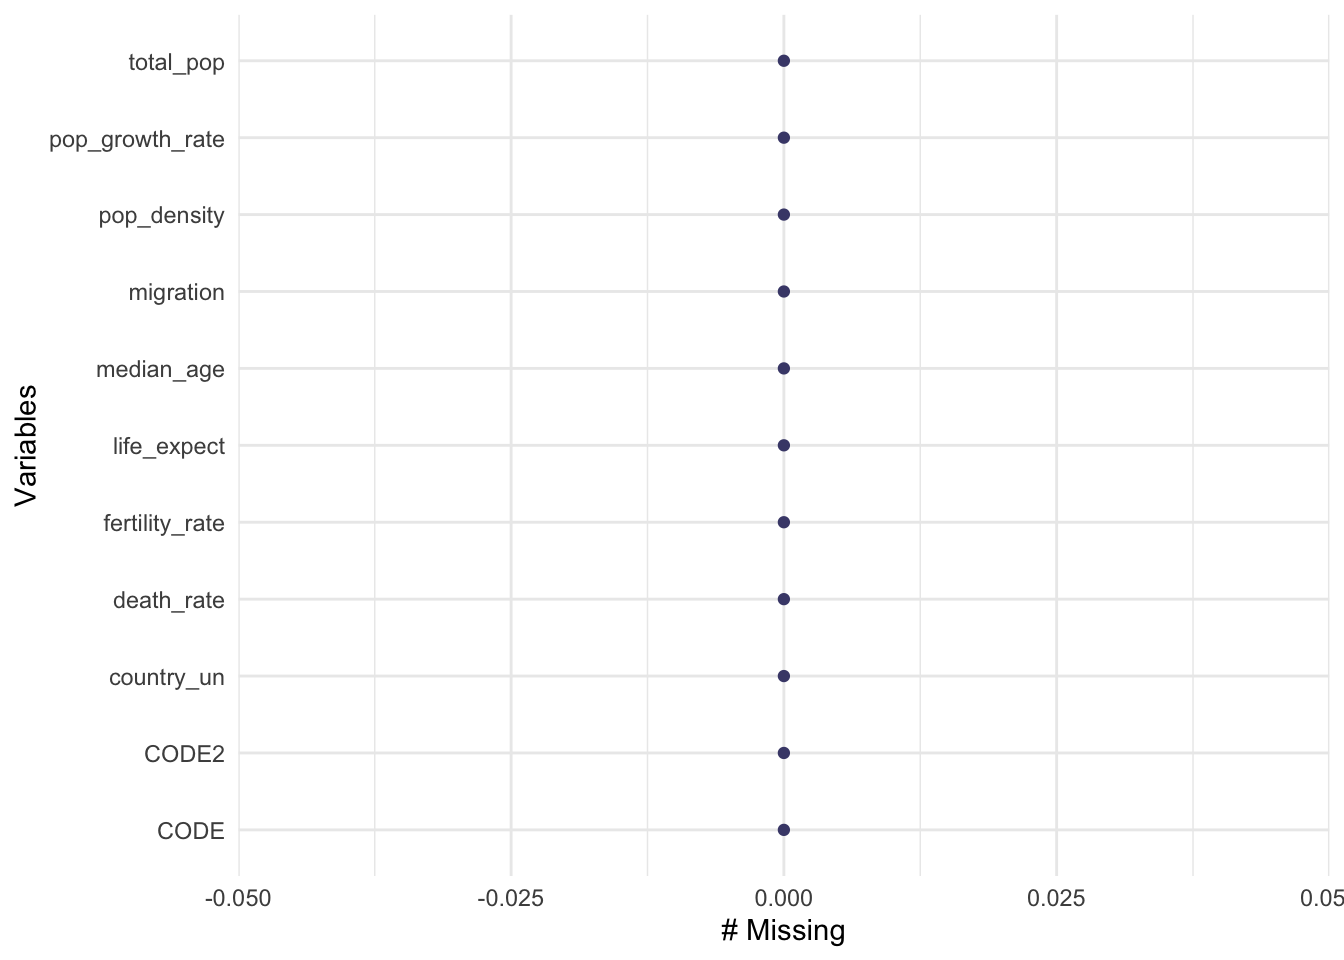 total_pop
pop_growth_rate
pop_density
migration
median_age
life_expect
fertility_rate
death_rate
country_un
CODE2
CODE
Variables
-0.050 -0.025 0.000 0.025 0.05
# Missing